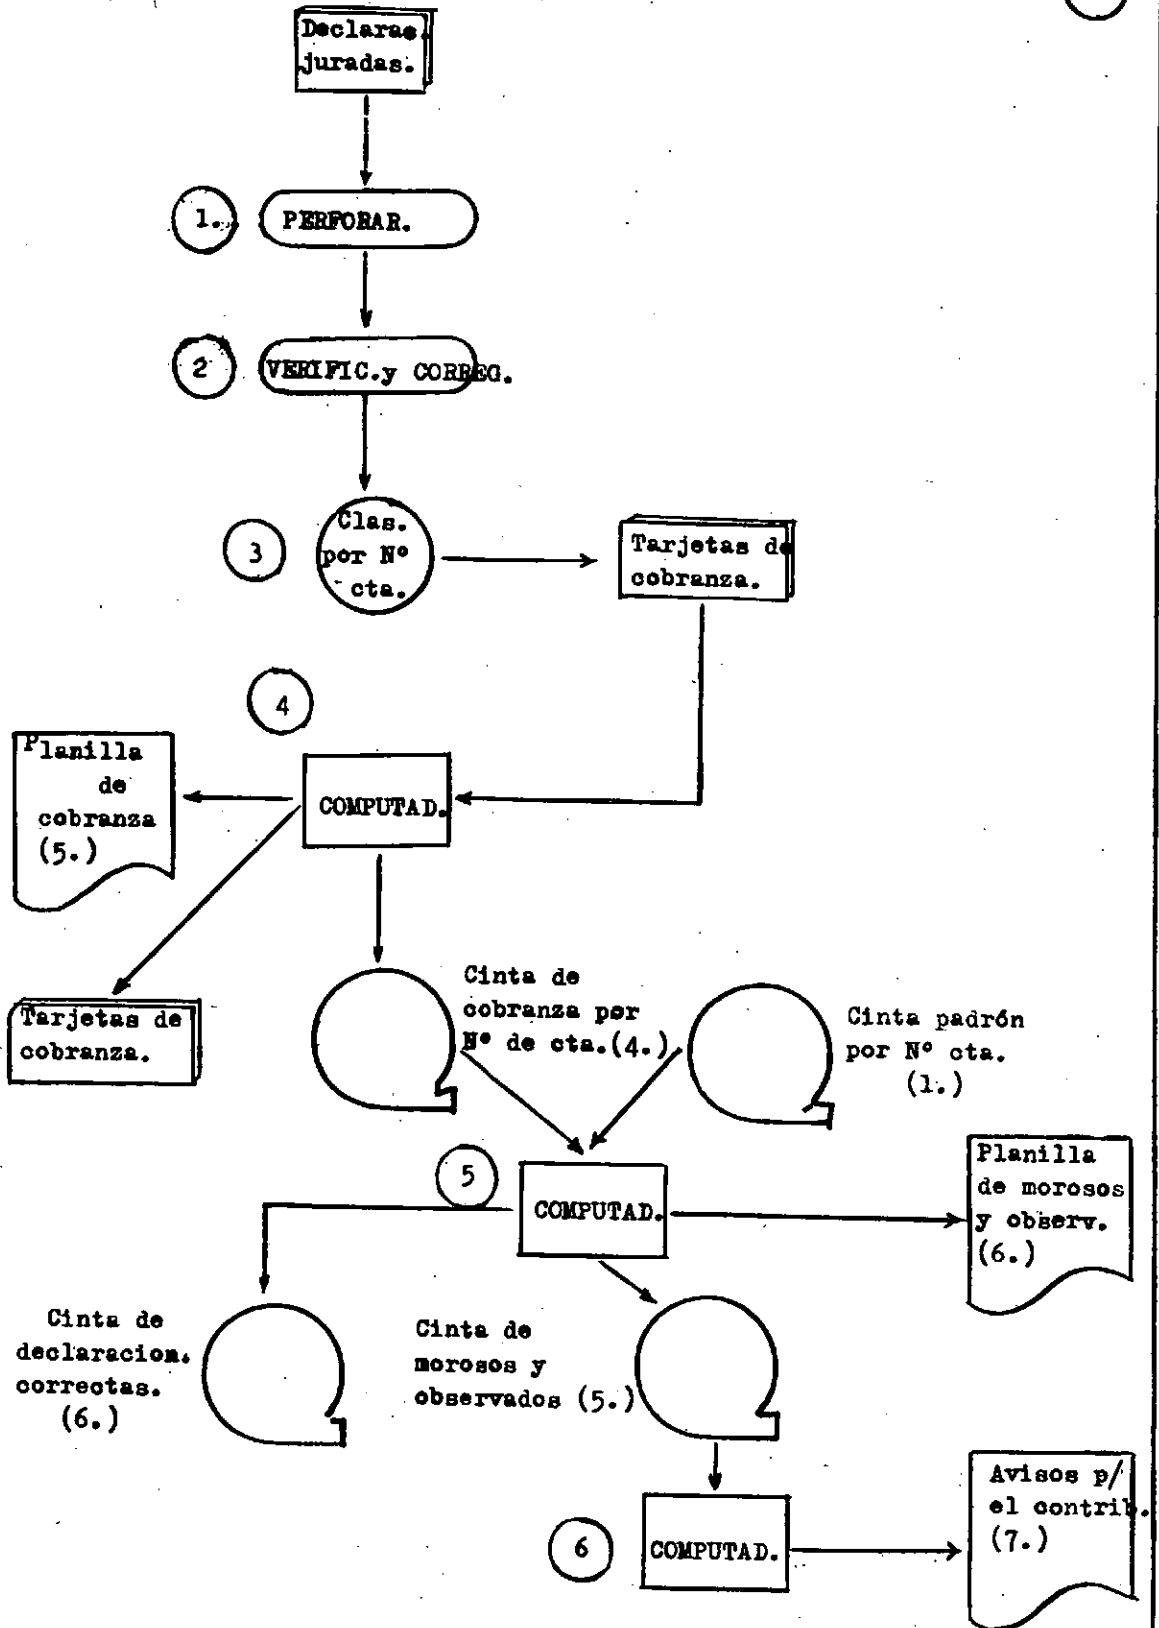 Declarac.
juradas.
1.
PERFORAR.
2
VERIFIC.y CORREG.
3
Clas.
por Nº
cta.
Tarjetas de
cobranza.
4
Planilla
de
cobranza
(5.)
COMPUTAD.
Tarjetas de
cobranza.
Cinta de
cobranza por
Nº de cta.(4.)
Cinta padrón
por Nº cta.
(1.)
5
COMPUTAD.
Planilla
de morosos
y observ.
(6.)
Cinta de
declaracion.
correctas.
(6.)
Cinta de
morosos y
observados (5.)
6
COMPUTAD.
Avisos p/
el contrib.
(7.)